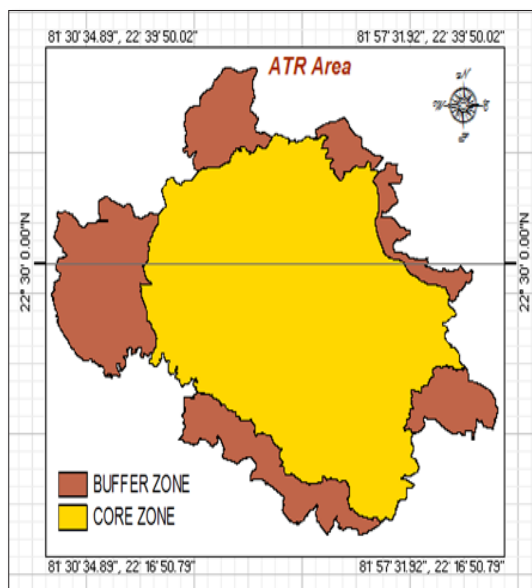 81 30' 34.89", 22 39' 50.02" 81 57' 31.92", 22 39' 50.02"
ATR Area
N
W E
S
22° 30' 0.00"N 22° 30' 0.00"N
BUFFER ZONE
CORE ZONE
81 30' 34.89", 22 16' 50.79" 81 57' 31.92", 22 16' 50.79"